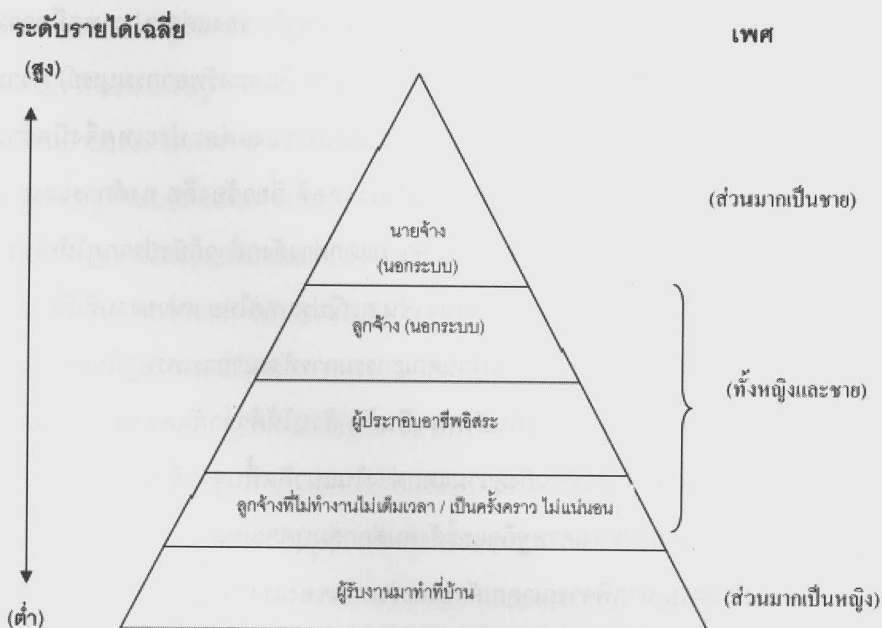 ระดับรายได้เฉลี่ย
เพศ
(สูง)
(ส่วนมากเป็นชาย)
นายจ้าง
(นอกระบบ)
ลูกจ้าง (นอกระบบ)
(ทั้งหญิงและชาย)
ผู้ประกอบอาชีพอิสระ
ลูกจ้างที่ไม่ทำงานไม่เต็มเวลา / เป็นครั้งคราว ไม่แน่นอน
ผู้รับงานมาทำที่บ้าน
(ส่วนมากเป็นหญิง)
(ต่ำ)